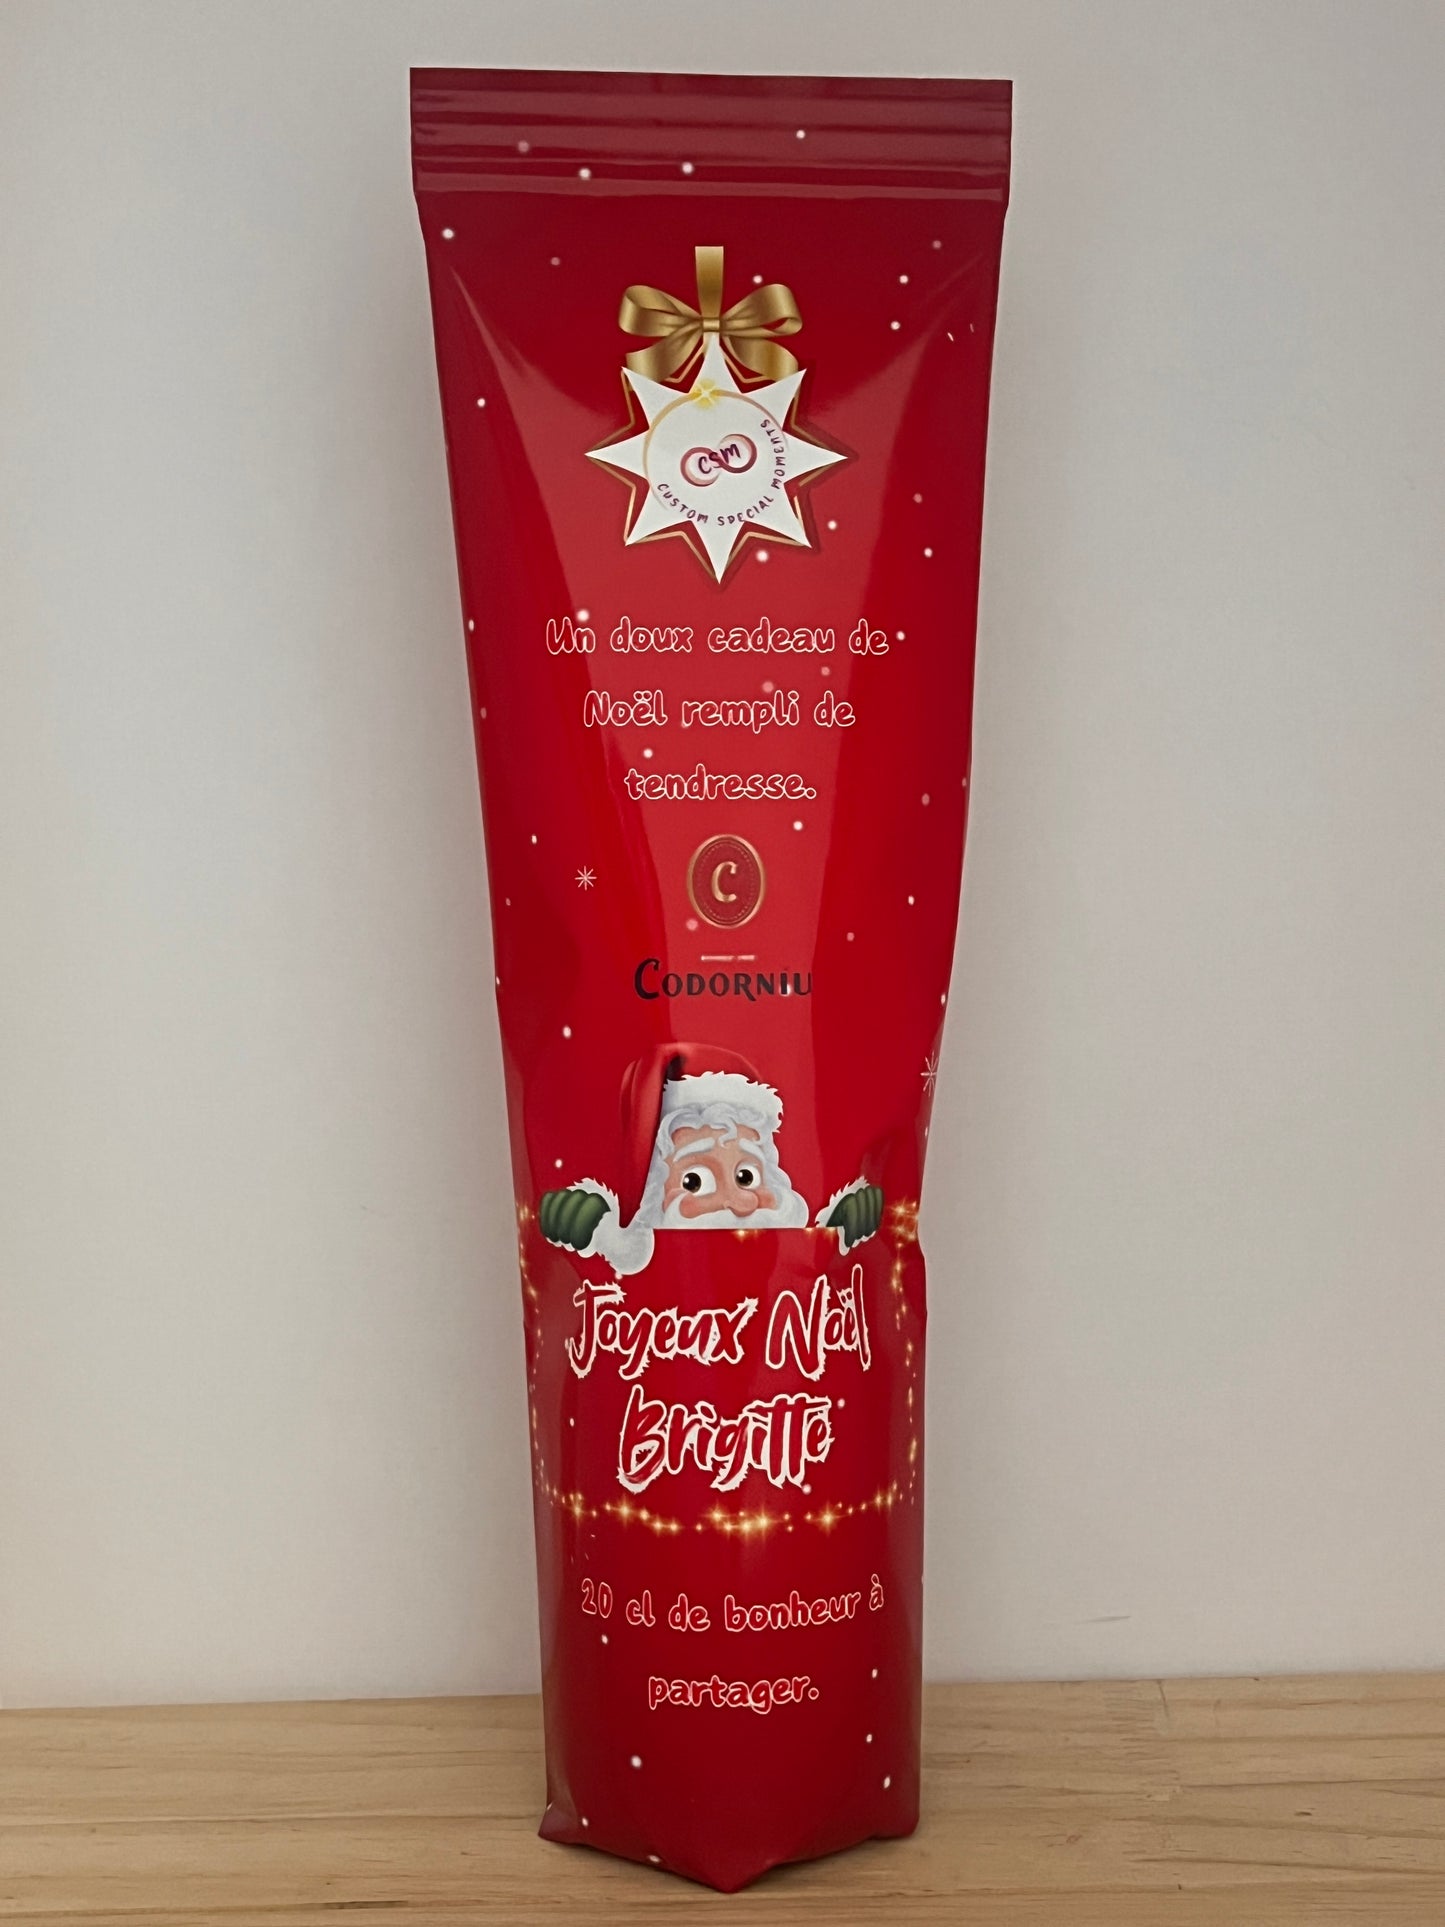 CSM
CUSTOM SPECIAL MOMENTS
Un doux cadeau de
Noël rempli de
tendresse.
C
CODORNIU
Joyeux Noël
Brigitte
20 cl de bonheur à
partager.